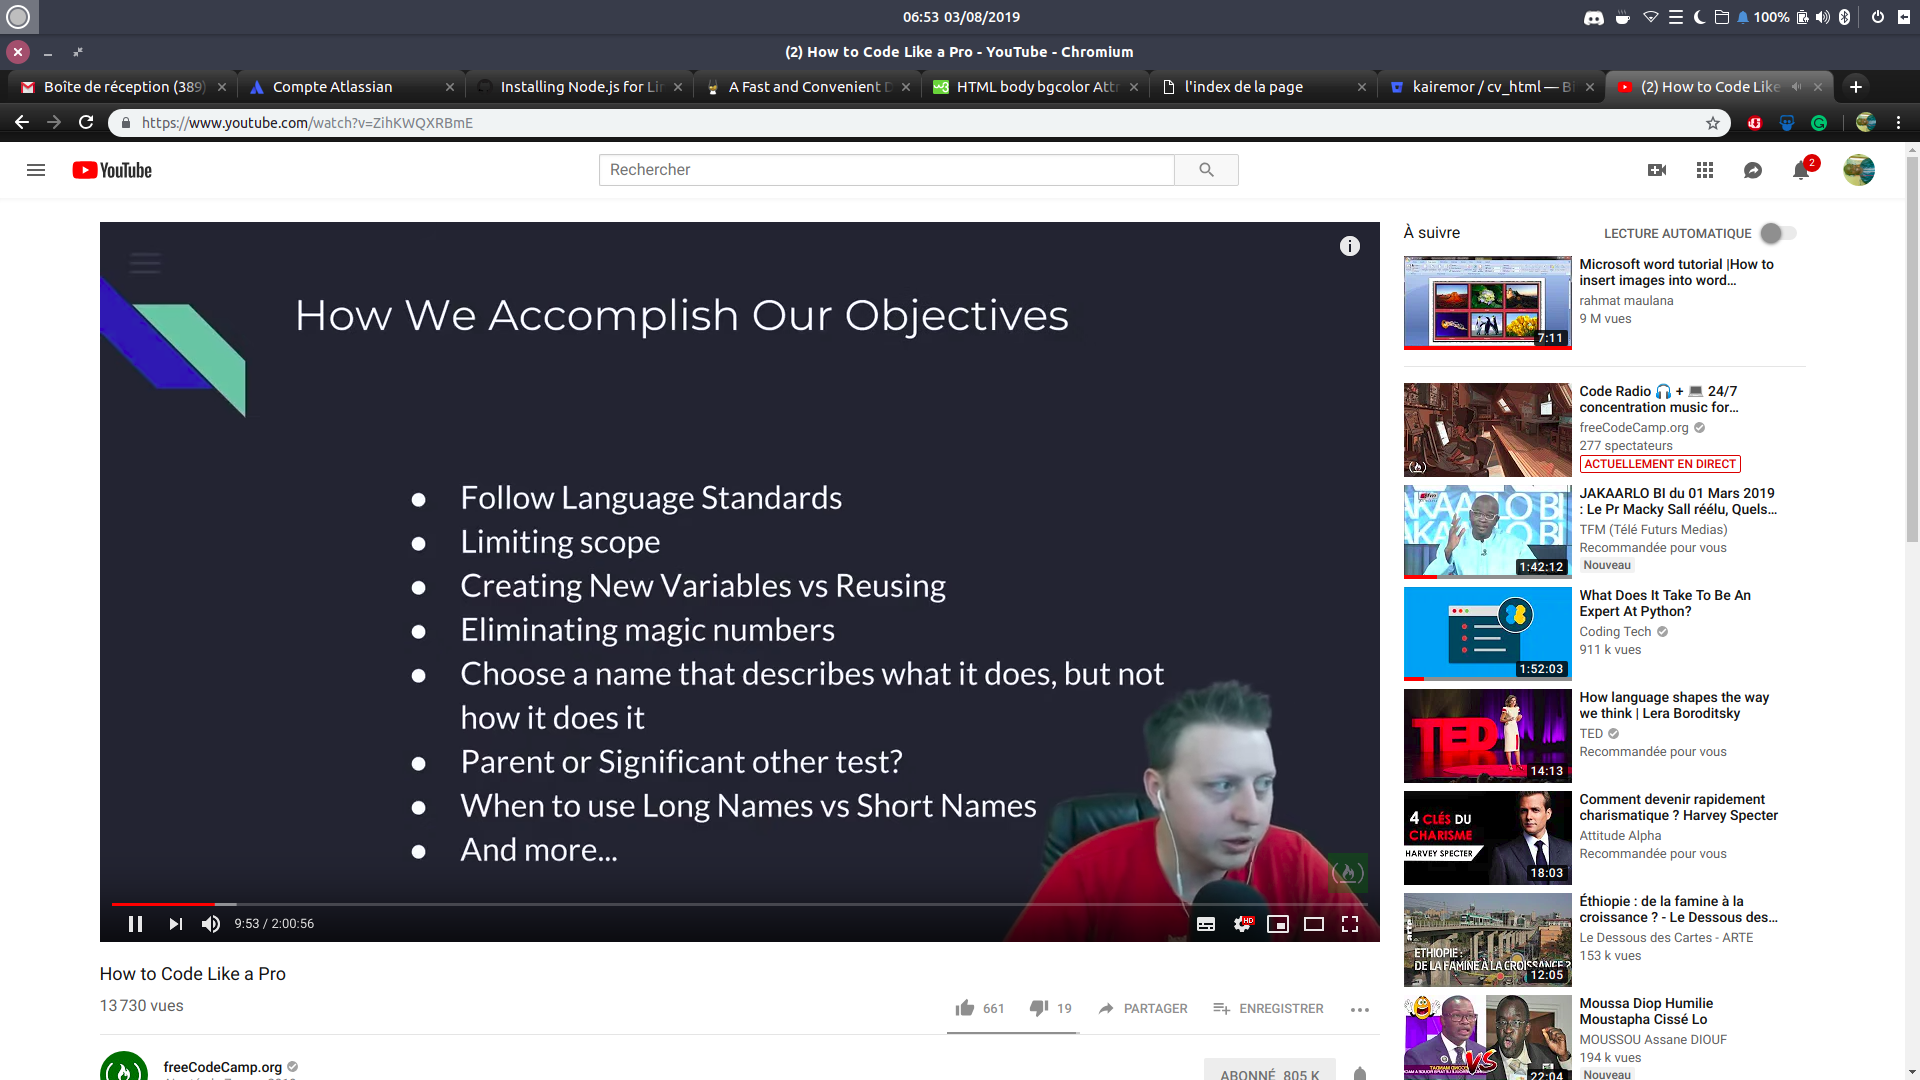 06:53 03/08/2019
100%
(2) How to Code Like a Pro - YouTube - Chromium
Boîte de réception (389)
Compte Atlassian
Installing Node.js for Lin
A Fast and Convenient D
HTML body bgcolor Attr
l'index de la page
kairemor / cv_html — Bi
(2) How to Code Like
https://www.youtube.com/watch?v=ZihKWQXRBmE
YouTube
Rechercher
2
How We Accomplish Our Objectives
● Follow Language Standards
● Limiting scope
● Creating New Variables vs Reusing
● Eliminating magic numbers
● Choose a name that describes what it does, but not
how it does it
● Parent or Significant other test?
● When to use Long Names vs Short Names
● And more...
9:53 / 2:00:56
HD
How to Code Like a Pro
13 730 vues
661
19
PARTAGER
ENREGISTRER
freeCodeCamp.org
ABONNÉ 805 K
À suivre
LECTURE AUTOMATIQUE
7:11
Microsoft word tutorial |How to
insert images into word...
rahmat maulana
9 M vues
Code Radio 🎧 + 💻 24/7
concentration music for...
freeCodeCamp.org
277 spectateurs
ACTUELLEMENT EN DIRECT
1:42:12
JAKAARLO BI du 01 Mars 2019
: Le Pr Macky Sall réélu, Quels...
TFM (Télé Futurs Medias)
Recommandée pour vous
Nouveau
1:52:03
What Does It Take To Be An
Expert At Python?
Coding Tech
911 k vues
TED
14:13
How language shapes the way
we think | Lera Boroditsky
TED
Recommandée pour vous
4 CLÉS DU
CHARISME
HARVEY SPECTER
18:03
Comment devenir rapidement
charismatique ? Harvey Specter
Attitude Alpha
Recommandée pour vous
arte
ETHIOPIE :
DE LA FAMINE À LA CROISSANCE ?
12:05
Éthiopie : de la famine à la
croissance ? - Le Dessous des...
Le Dessous des Cartes - ARTE
153 k vues
VS
22:04
Moussa Diop Humilie
Moustapha Cissé Lo
MOUSSOU Assane DIOUF
194 k vues
Nouveau